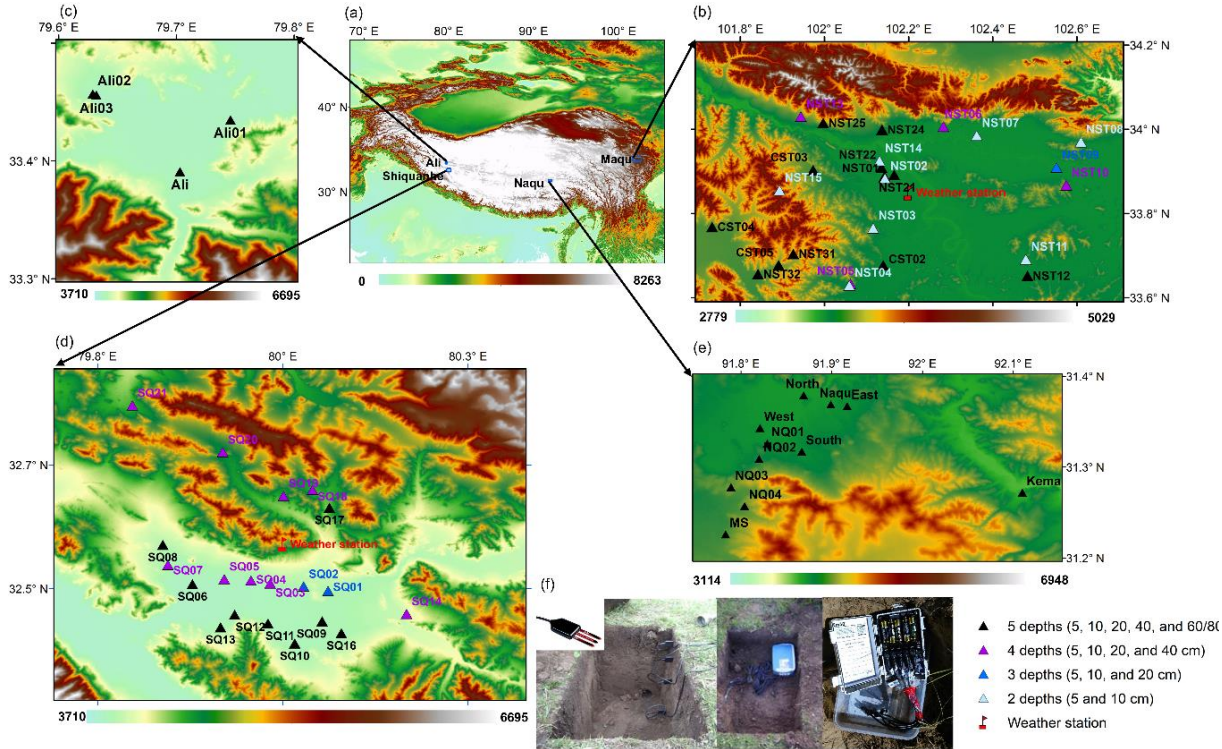 (c)
79.6° E
79.7° E
79.8° E
33.4° N
33.3° N
Ali02
Ali03
Ali01
Ali
3710
6695
(a)
70° E
80° E
90° E
100° E
40° N
30° N
Ali
Shiquanhe
Naqu
Maqu
0
8263
(b)
101.8° E
102° E
102.2° E
102.4° E
102.6° E
34.2° N
34° N
33.8° N
33.6° N
NST25
NST24
NST06
NST07
NST08
NST22
NST14
NST09
CST03
NST01
NST02
NST10
NST15
NST21
Weather station
NST03
CST04
CST05
NST31
CST02
NST11
NST32
NST05
NST04
NST12
2779
5029
(d)
79.8° E
80° E
80.3° E
32.7° N
32.5° N
SQ21
SQ20
SQ19
SQ18
SQ17
Weather station
SQ08
SQ07
SQ05
SQ02
SQ06
SQ04
SQ03
SQ01
SQ14
SQ12
SQ09
SQ13
SQ11
SQ16
SQ10
3710
6695
(e)
91.8° E
91.9° E
92° E
92.1° E
31.4° N
31.3° N
31.2° N
North
Naqu
East
West
NQ01
South
NQ02
NQ03
Kema
NQ04
MS
3114
6948
(f)
5 depths (5, 10, 20, 40, and 60/80
4 depths (5, 10, 20, and 40 cm)
3 depths (5, 10, and 20 cm)
2 depths (5 and 10 cm)
Weather station